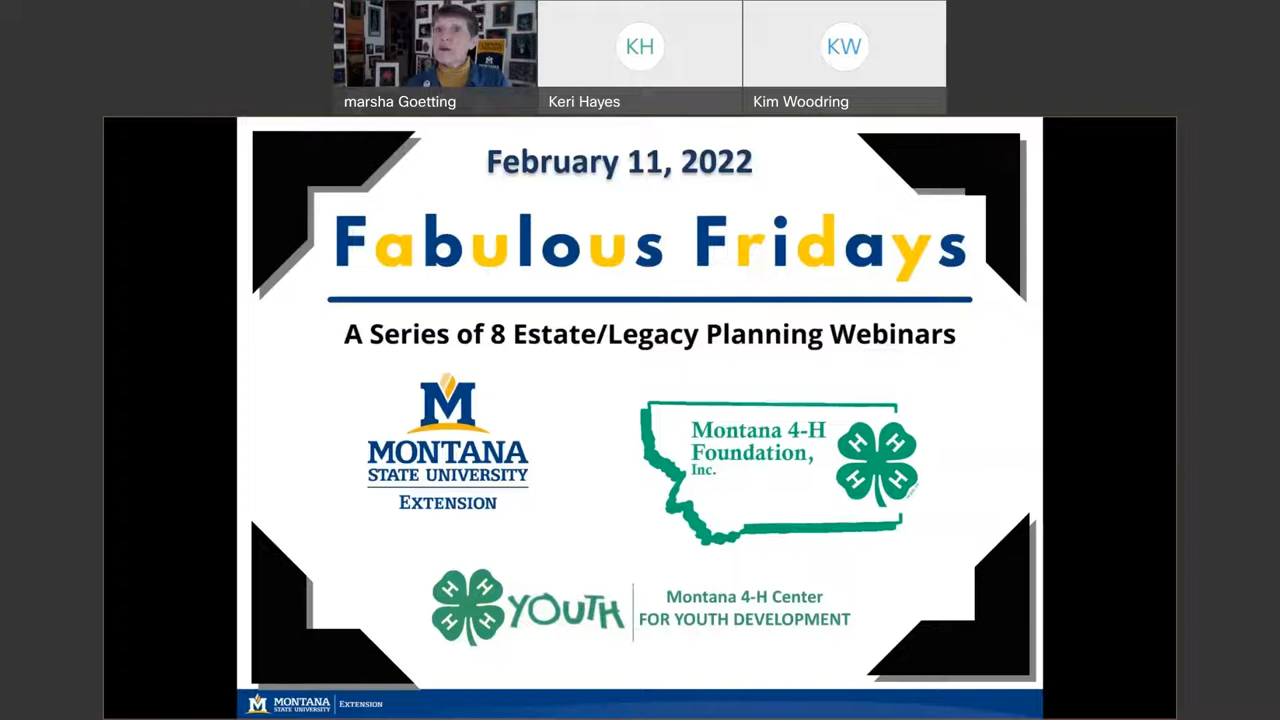 KH
KW
marsha Goetting
Keri Hayes
Kim Woodring
February 11, 2022
Fabulous Fridays
A Series of 8 Estate/Legacy Planning Webinars
M
MONTANA
STATE UNIVERSITY
EXTENSION
Montana 4-H
Foundation,
Inc.
H H
H H
H H
H H
YOUTH
Montana 4-H Center
FOR YOUTH DEVELOPMENT
M MONTANA
STATE UNIVERSITY
EXTENSION